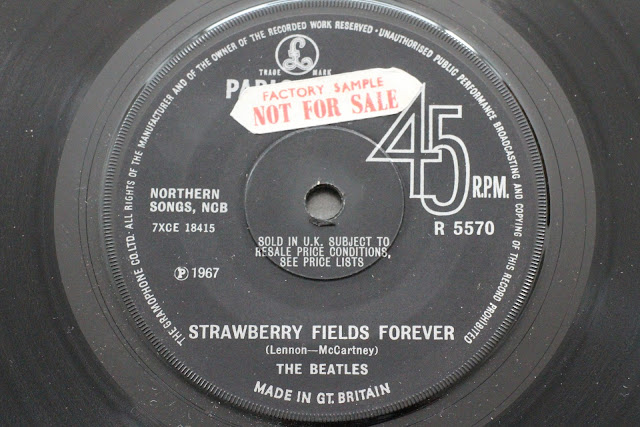 THE GRAMOPHONE CO. LTD. ALL RIGHTS OF THE MANUFACTURER AND OF THE OWNER OF THE RECORDED WORK RESERVED · UNAUTHORISED PUBLIC PERFORMANCE BROADCASTING AND COPYING OF THIS RECORD PROHIBITED
£
TRADE MARK
FACTORY SAMPLE
NOT FOR SALE
45
R.P.M.
NORTHERN
SONGS, NCB
7XCE 18415
R 5570
SOLD IN U.K. SUBJECT TO
RESALE PRICE CONDITIONS,
SEE PRICE LISTS
Ⓟ 1967
STRAWBERRY FIELDS FOREVER
(Lennon—McCartney)
THE BEATLES
MADE IN GT. BRITAIN